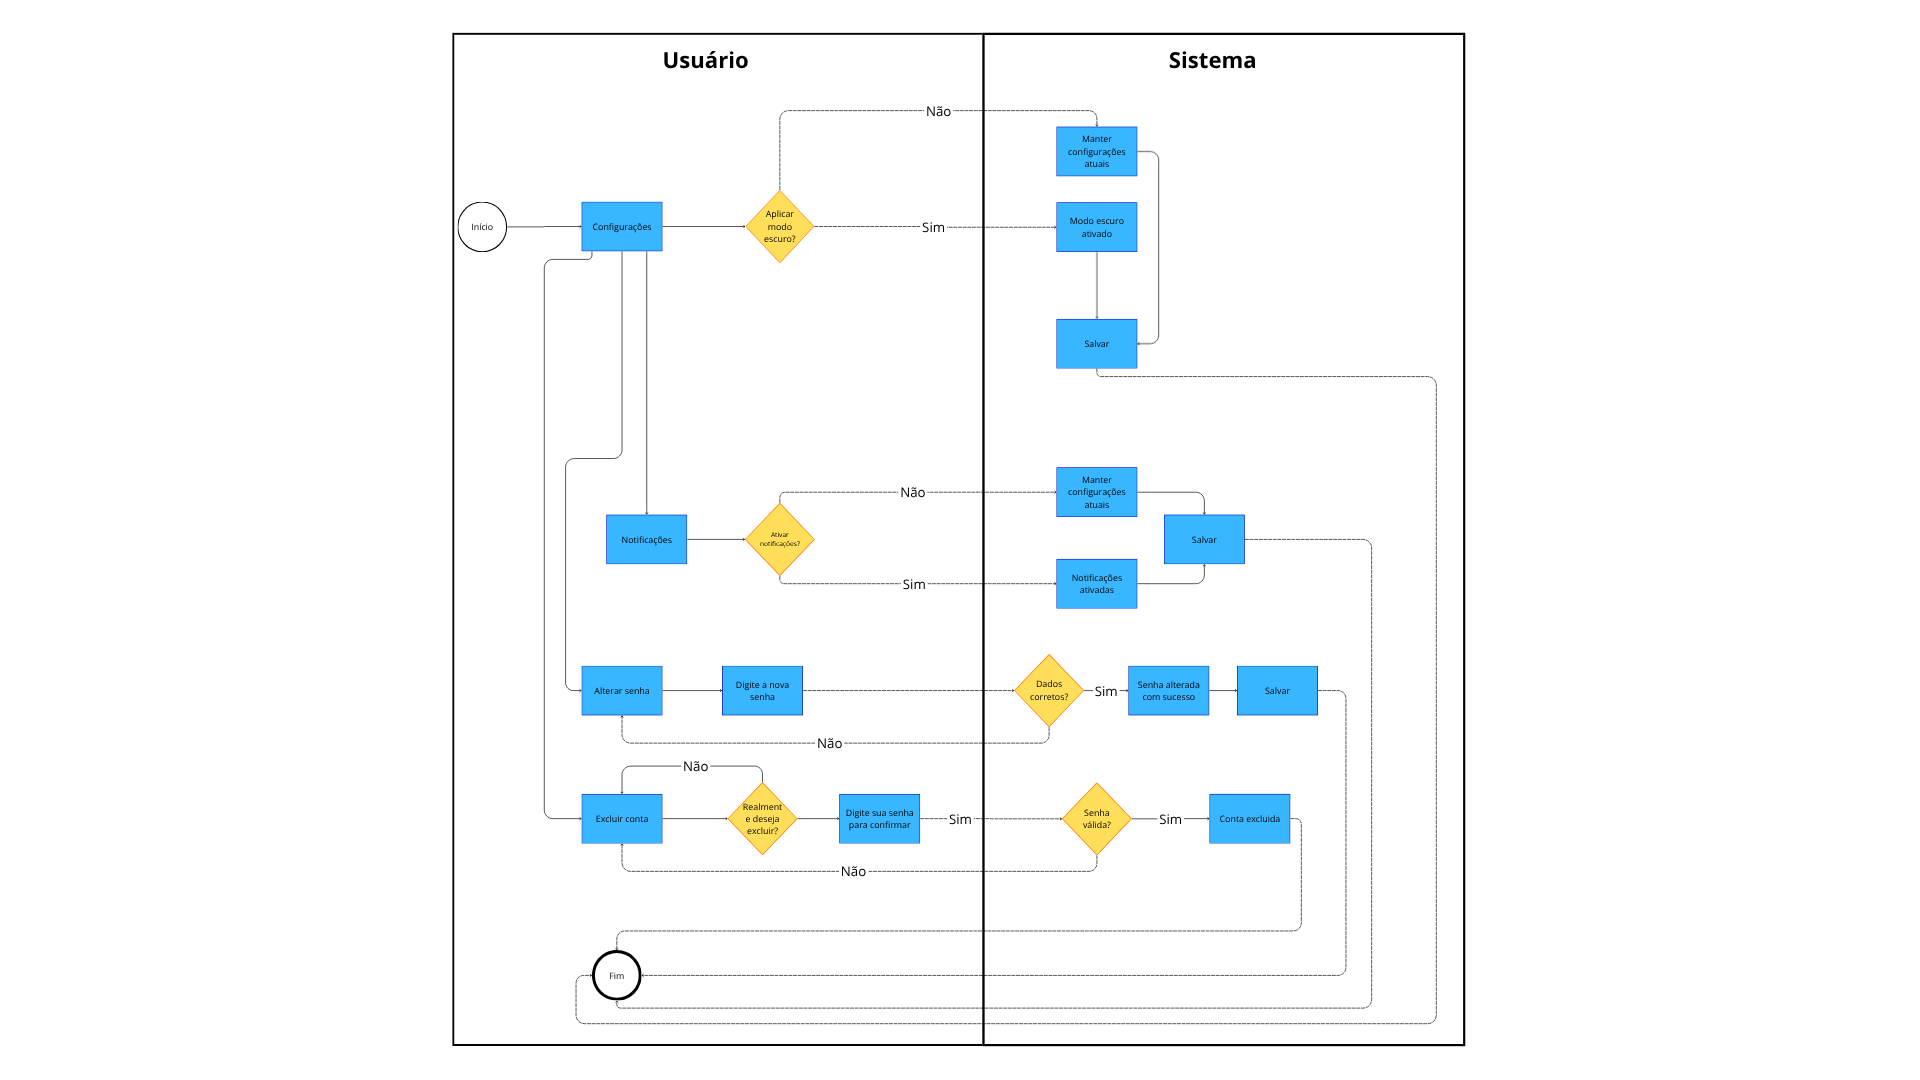 Usuário
Sistema
Não
Manter
configurações
atuais
Início
Configurações
Aplicar
modo
escuro?
Sim
Modo escuro
ativado
Salvar
Não
Manter
configurações
atuais
Notificações
Ativar
notificações?
Salvar
Sim
Notificações
ativadas
Alterar senha
Digite a nova
senha
Dados
corretos?
Sim
Senha alterada
com sucesso
Salvar
Não
Não
Excluir conta
Realment
e deseja
excluir?
Digite sua senha
para confirmar
Sim
Senha
válida?
Sim
Conta excluida
Não
Fim